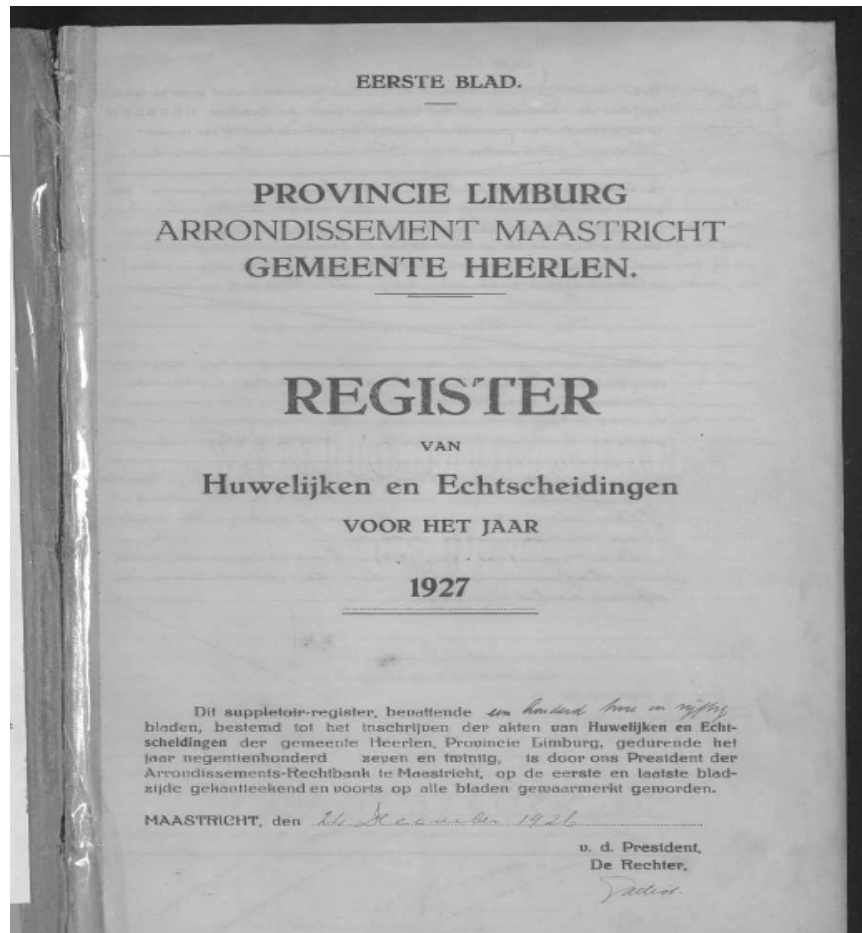 EERSTE BLAD.
PROVINCIE LIMBURG
ARRONDISSEMENT MAASTRICHT
GEMEENTE HEERLEN.
REGISTER
VAN
Huwelijken en Echtscheidingen
VOOR HET JAAR
1927
Dit suppletoir-register, bevattende een honderd twee en vijftig
bladen, bestemd tot het inschrijven der akten van Huwelijken en Echt-
scheidingen der gemeente Heerlen, Provincie Limburg, gedurende het
jaar negentienhonderd zeven en twintig, is door ons President der
Arrondissements-Rechtbank te Maastricht, op de eerste en laatste blad-
zijde gekantteekend en voorts op alle bladen gewaarmerkt geworden.
MAASTRICHT, den 24 December 1926
v. d. President,
De Rechter,